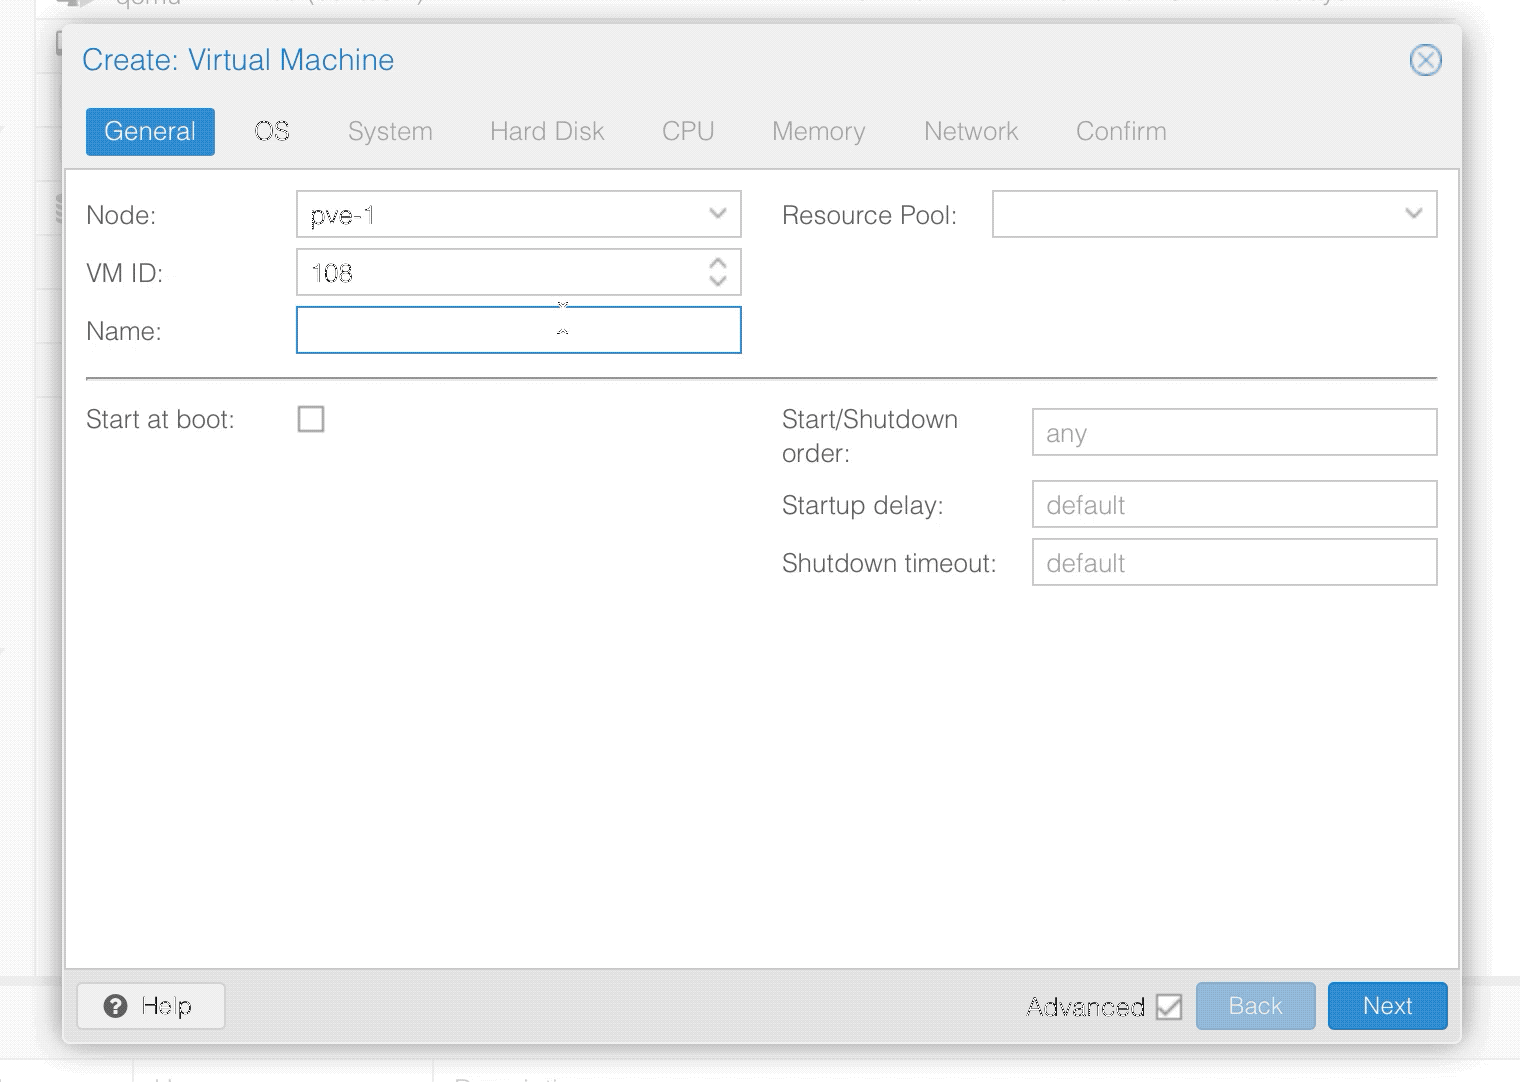 Create: Virtual Machine
General OS System Hard Disk CPU Memory Network Confirm
Node: pve-1
Resource Pool:
VM ID: 108
Name:
Start at boot:
Start/Shutdown
order: any
Startup delay: default
Shutdown timeout: default
Help
Advanced Back Next